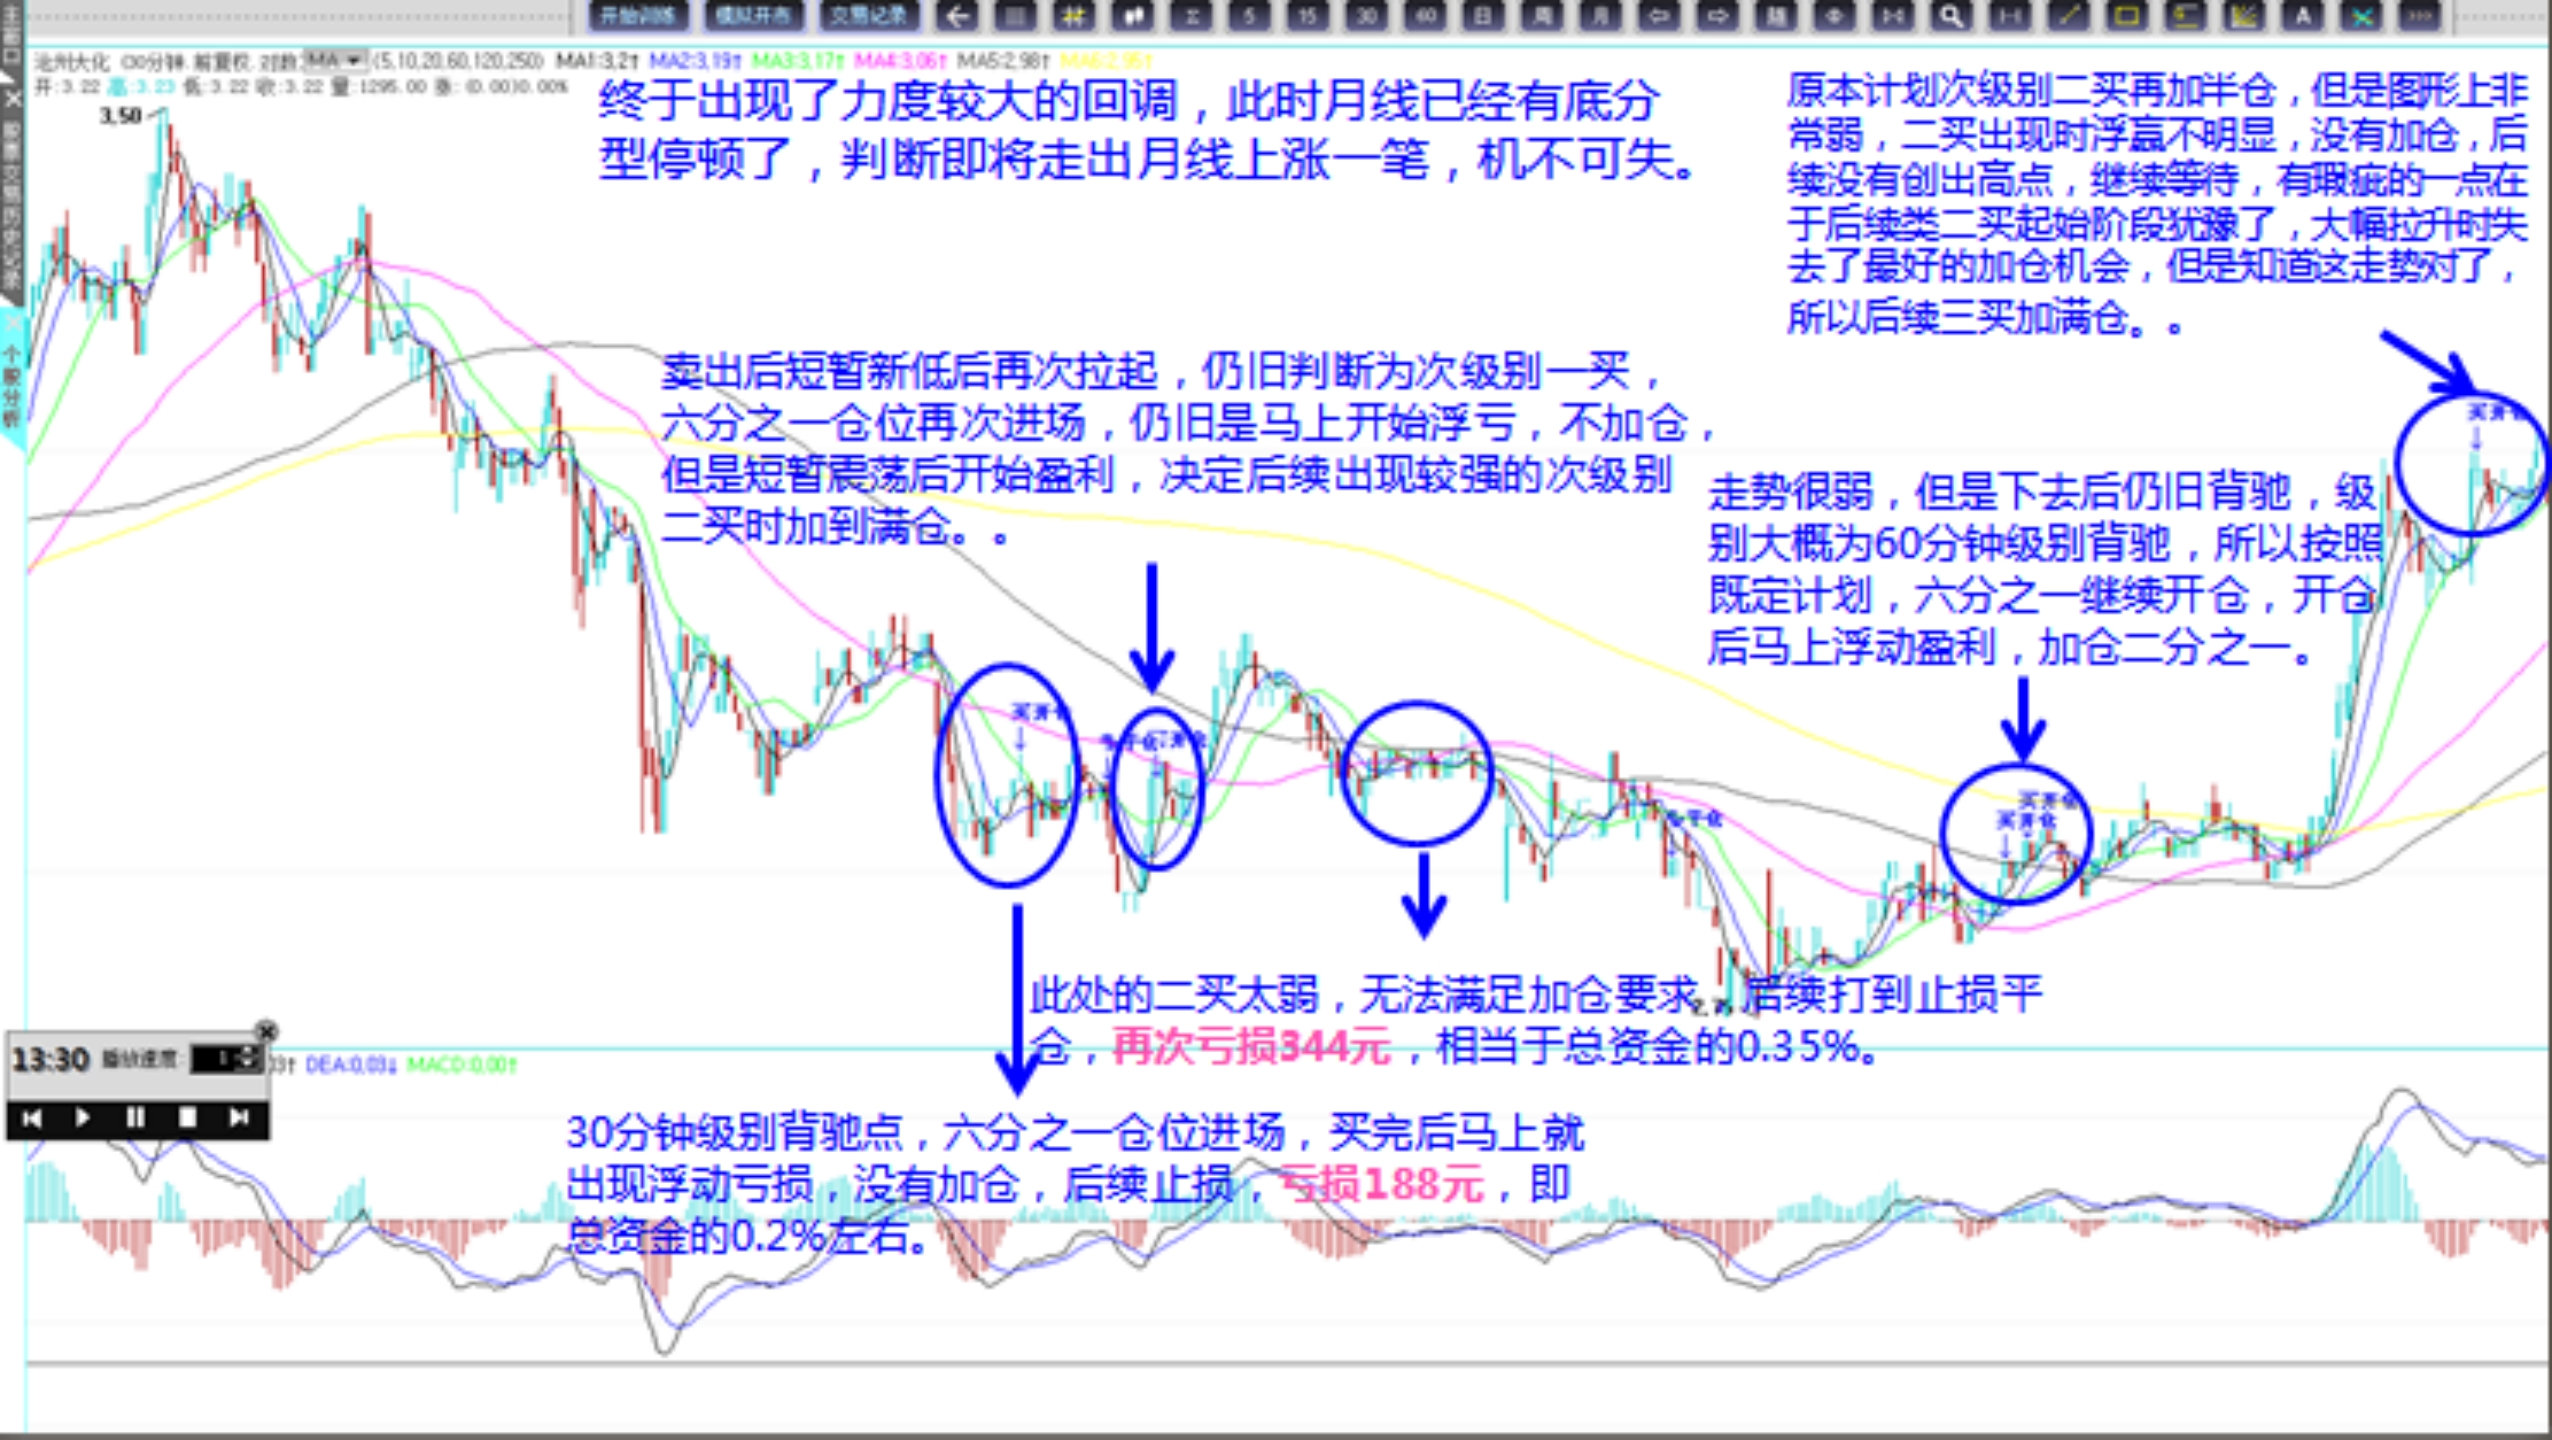 开始训练 模拟开市 交易记录 Σ 5 15 30 60 日 周 月 A
沧州大化 (30分钟.前复权.对数 MA (5,10,20,60,120,250) MA1:3.2↑ MA2:3.19↑ MA3:3.17↑ MA4:3.06↑ MA5:2.98↑
开:3.22 高:3.23 低:3.22 收:3.22 量:1295.00 涨: (0.00)0.00%
3.50
终于出现了力度较大的回调，此时月线已经有底分
型停顿了，判断即将走出月线上涨一笔，机不可失。
原本计划次级别二买再加半仓，但是图形上非
常弱，二买出现时浮赢不明显，没有加仓，后
续没有创出高点，继续等待，有瑕疵的一点在
于后续类二买起始阶段犹豫了，大幅拉升时失
去了最好的加仓机会，但是知道这走势对了，
所以后续三买加满仓。。
卖出后短暂新低后再次拉起，仍旧判断为次级别一买，
六分之一仓位再次进场，仍旧是马上开始浮亏，不加仓，
但是短暂震荡后开始盈利，决定后续出现较强的次级别
二买时加到满仓。。
走势很弱，但是下去后仍旧背驰，级
别大概为60分钟级别背驰，所以按照
既定计划，六分之一继续开仓，开仓
后马上浮动盈利，加仓二分之一。
买开仓
买开仓
买开仓
买开仓
此处的二买太弱，无法满足加仓要求，后续打到止损平
仓，再次亏损344元，相当于总资金的0.35%。
13:30 播放速度: 1
DEA:0.03↓ MACD:0.00↑
30分钟级别背驰点，六分之一仓位进场，买完后马上就
出现浮动亏损，没有加仓，后续止损，亏损188元，即
总资金的0.2%左右。
个股分析